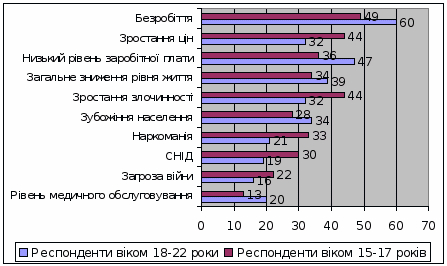 Безробіття 49 60
Зростання цін 44 32
Низький рівень заробітної плати 36 47
Загальне зниження рівня життя 34 39
Зростання злочинності 44 32
Зубожіння населення 28 34
Наркоманія 33 21
СНІД 30 19
Загроза війни 22 16
Рівень медичного обслуговування 13 20
0 10 20 30 40 50 60 70
Респонденти віком 18-22 роки Респонденти віком 15-17 років